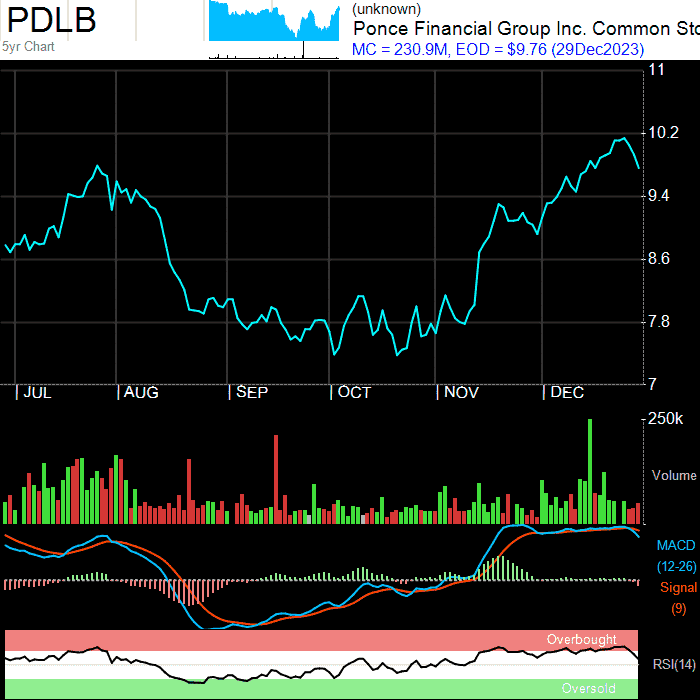 PDLB
5yr Chart
(unknown)
Ponce Financial Group Inc. Common Sto
MC = 230.9M, EOD = $9.76 (29Dec2023)
11
10.2
9.4
8.6
7.8
7
| JUL | AUG | SEP | OCT | NOV | DEC
250k
Volume
MACD
(12-26)
Signal
(9)
Overbought
RSI(14)
Oversold